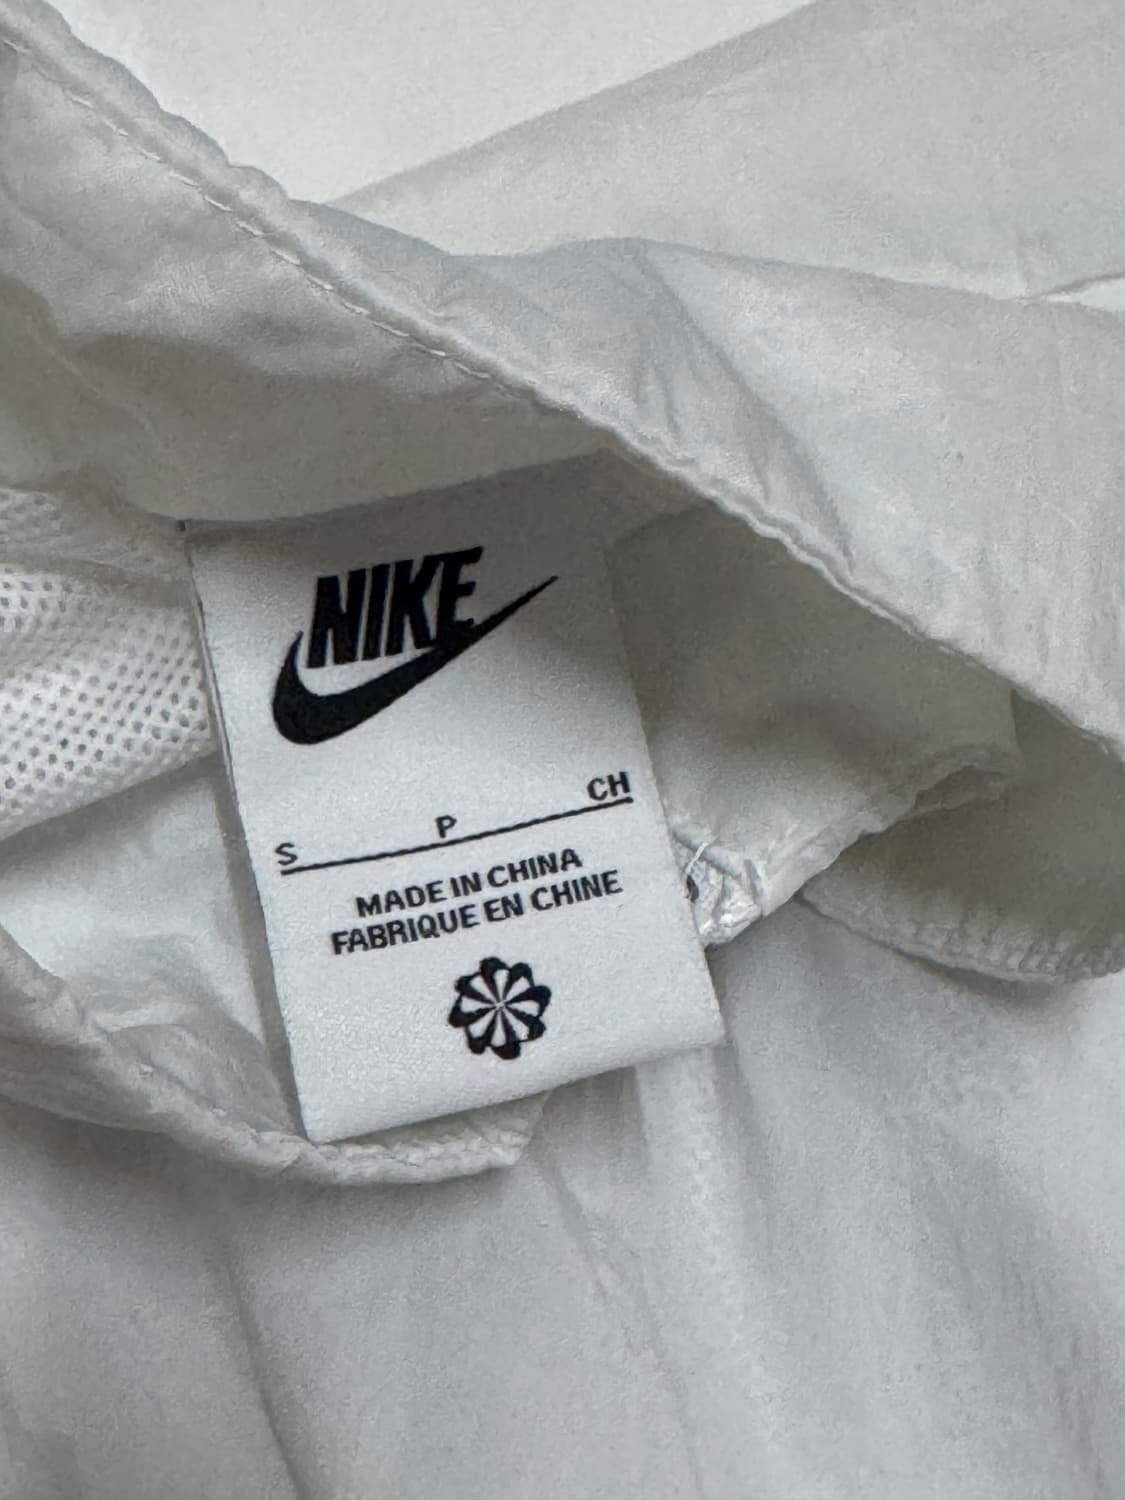 NIKE
S P CH
MADE IN CHINA
FABRIQUE EN CHINE